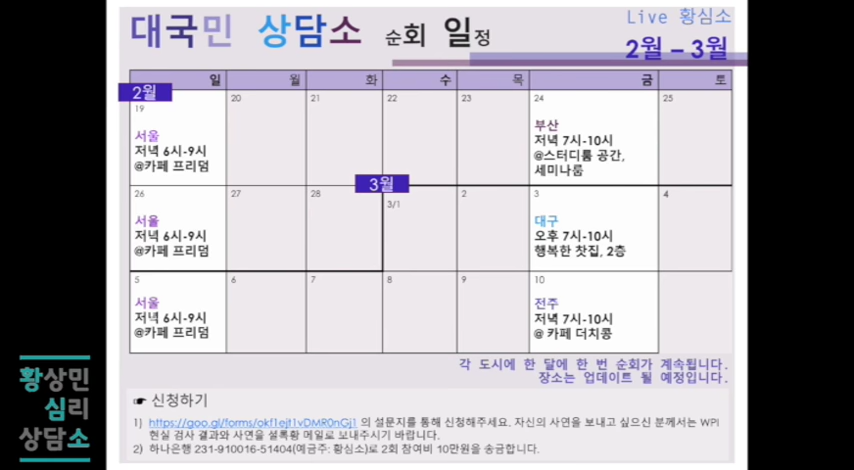 대국민 상담소 순회 일정
Live 황심소
2월 – 3월
일 월 화 수 목 금 토
2월
19 20 21 22 23 24 25
서울
저녁 6시-9시
@카페 프리덤
부산
저녁 7시-10시
@스터디룸 공간,
세미나룸
3월
26 27 28 3/1 2 3 4
서울
저녁 6시-9시
@카페 프리덤
대구
오후 7시-10시
행복한 찻집, 2층
5 6 7 8 9 10
서울
저녁 6시-9시
@카페 프리덤
전주
저녁 7시-10시
@ 카페 더치콩
각 도시에 한 달에 한 번 순회가 계속됩니다.
장소는 업데이트 될 예정입니다.
☞ 신청하기
1) https://goo.gl/forms/okf1ejt1vDMR0nGj1 의 설문지를 통해 신청해주세요. 자신의 사연을 보내고 싶으신 분께서는 WPI
현실 검사 결과와 사연을 셜록황 메일로 보내주시기 바랍니다.
2) 하나은행 231-910016-51404(예금주: 황심소)로 2회 참여비 10만원을 송금합니다.
황상민
심리
상담소